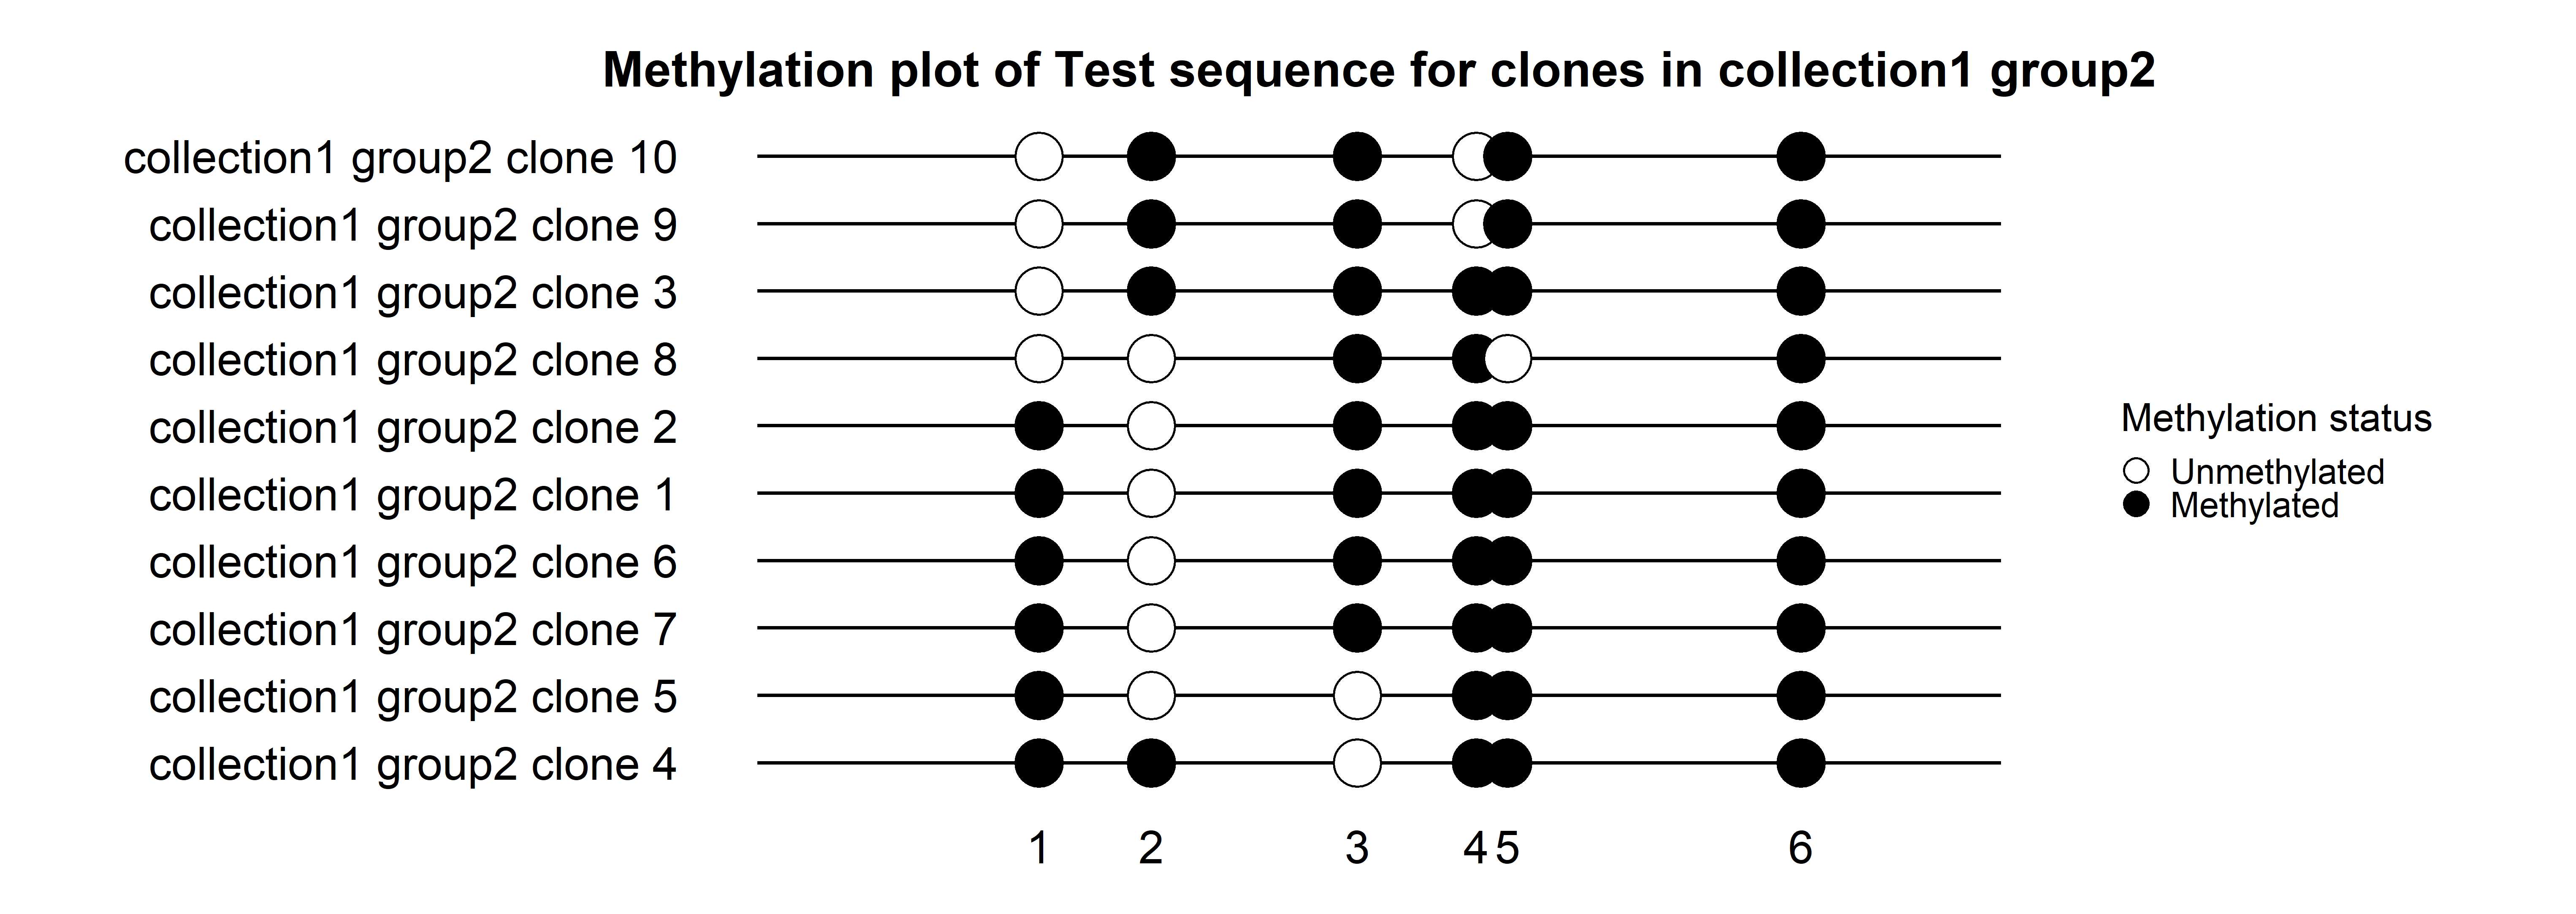 Methylation plot of Test sequence for clones in collection1 group2
collection1 group2 clone 10
collection1 group2 clone 9
collection1 group2 clone 3
collection1 group2 clone 8
collection1 group2 clone 2
collection1 group2 clone 1
collection1 group2 clone 6
collection1 group2 clone 7
collection1 group2 clone 5
collection1 group2 clone 4
1 2 3 4 5 6
Methylation status
Unmethylated
Methylated